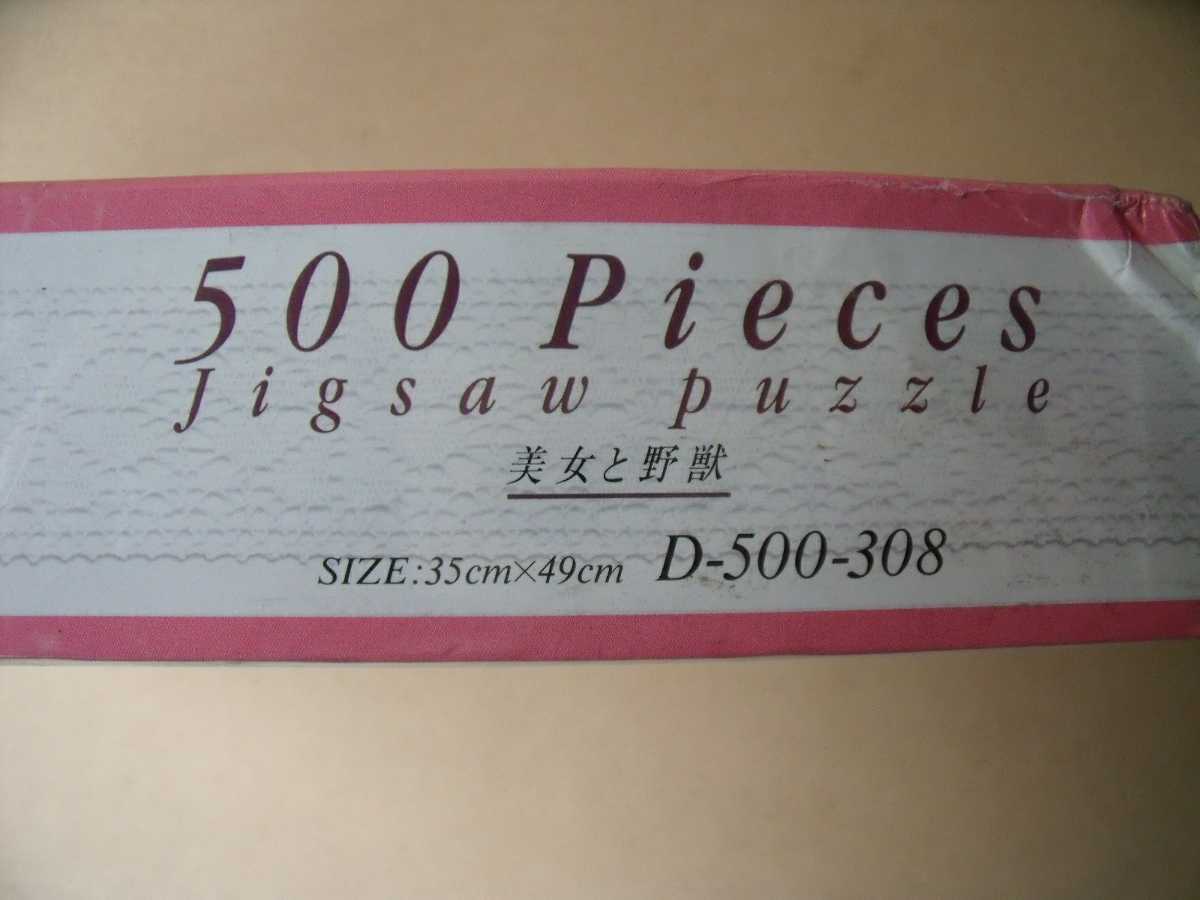 500 Pieces
Jigsaw puzzle
美女と野獣
SIZE:35cm×49cm D-500-308